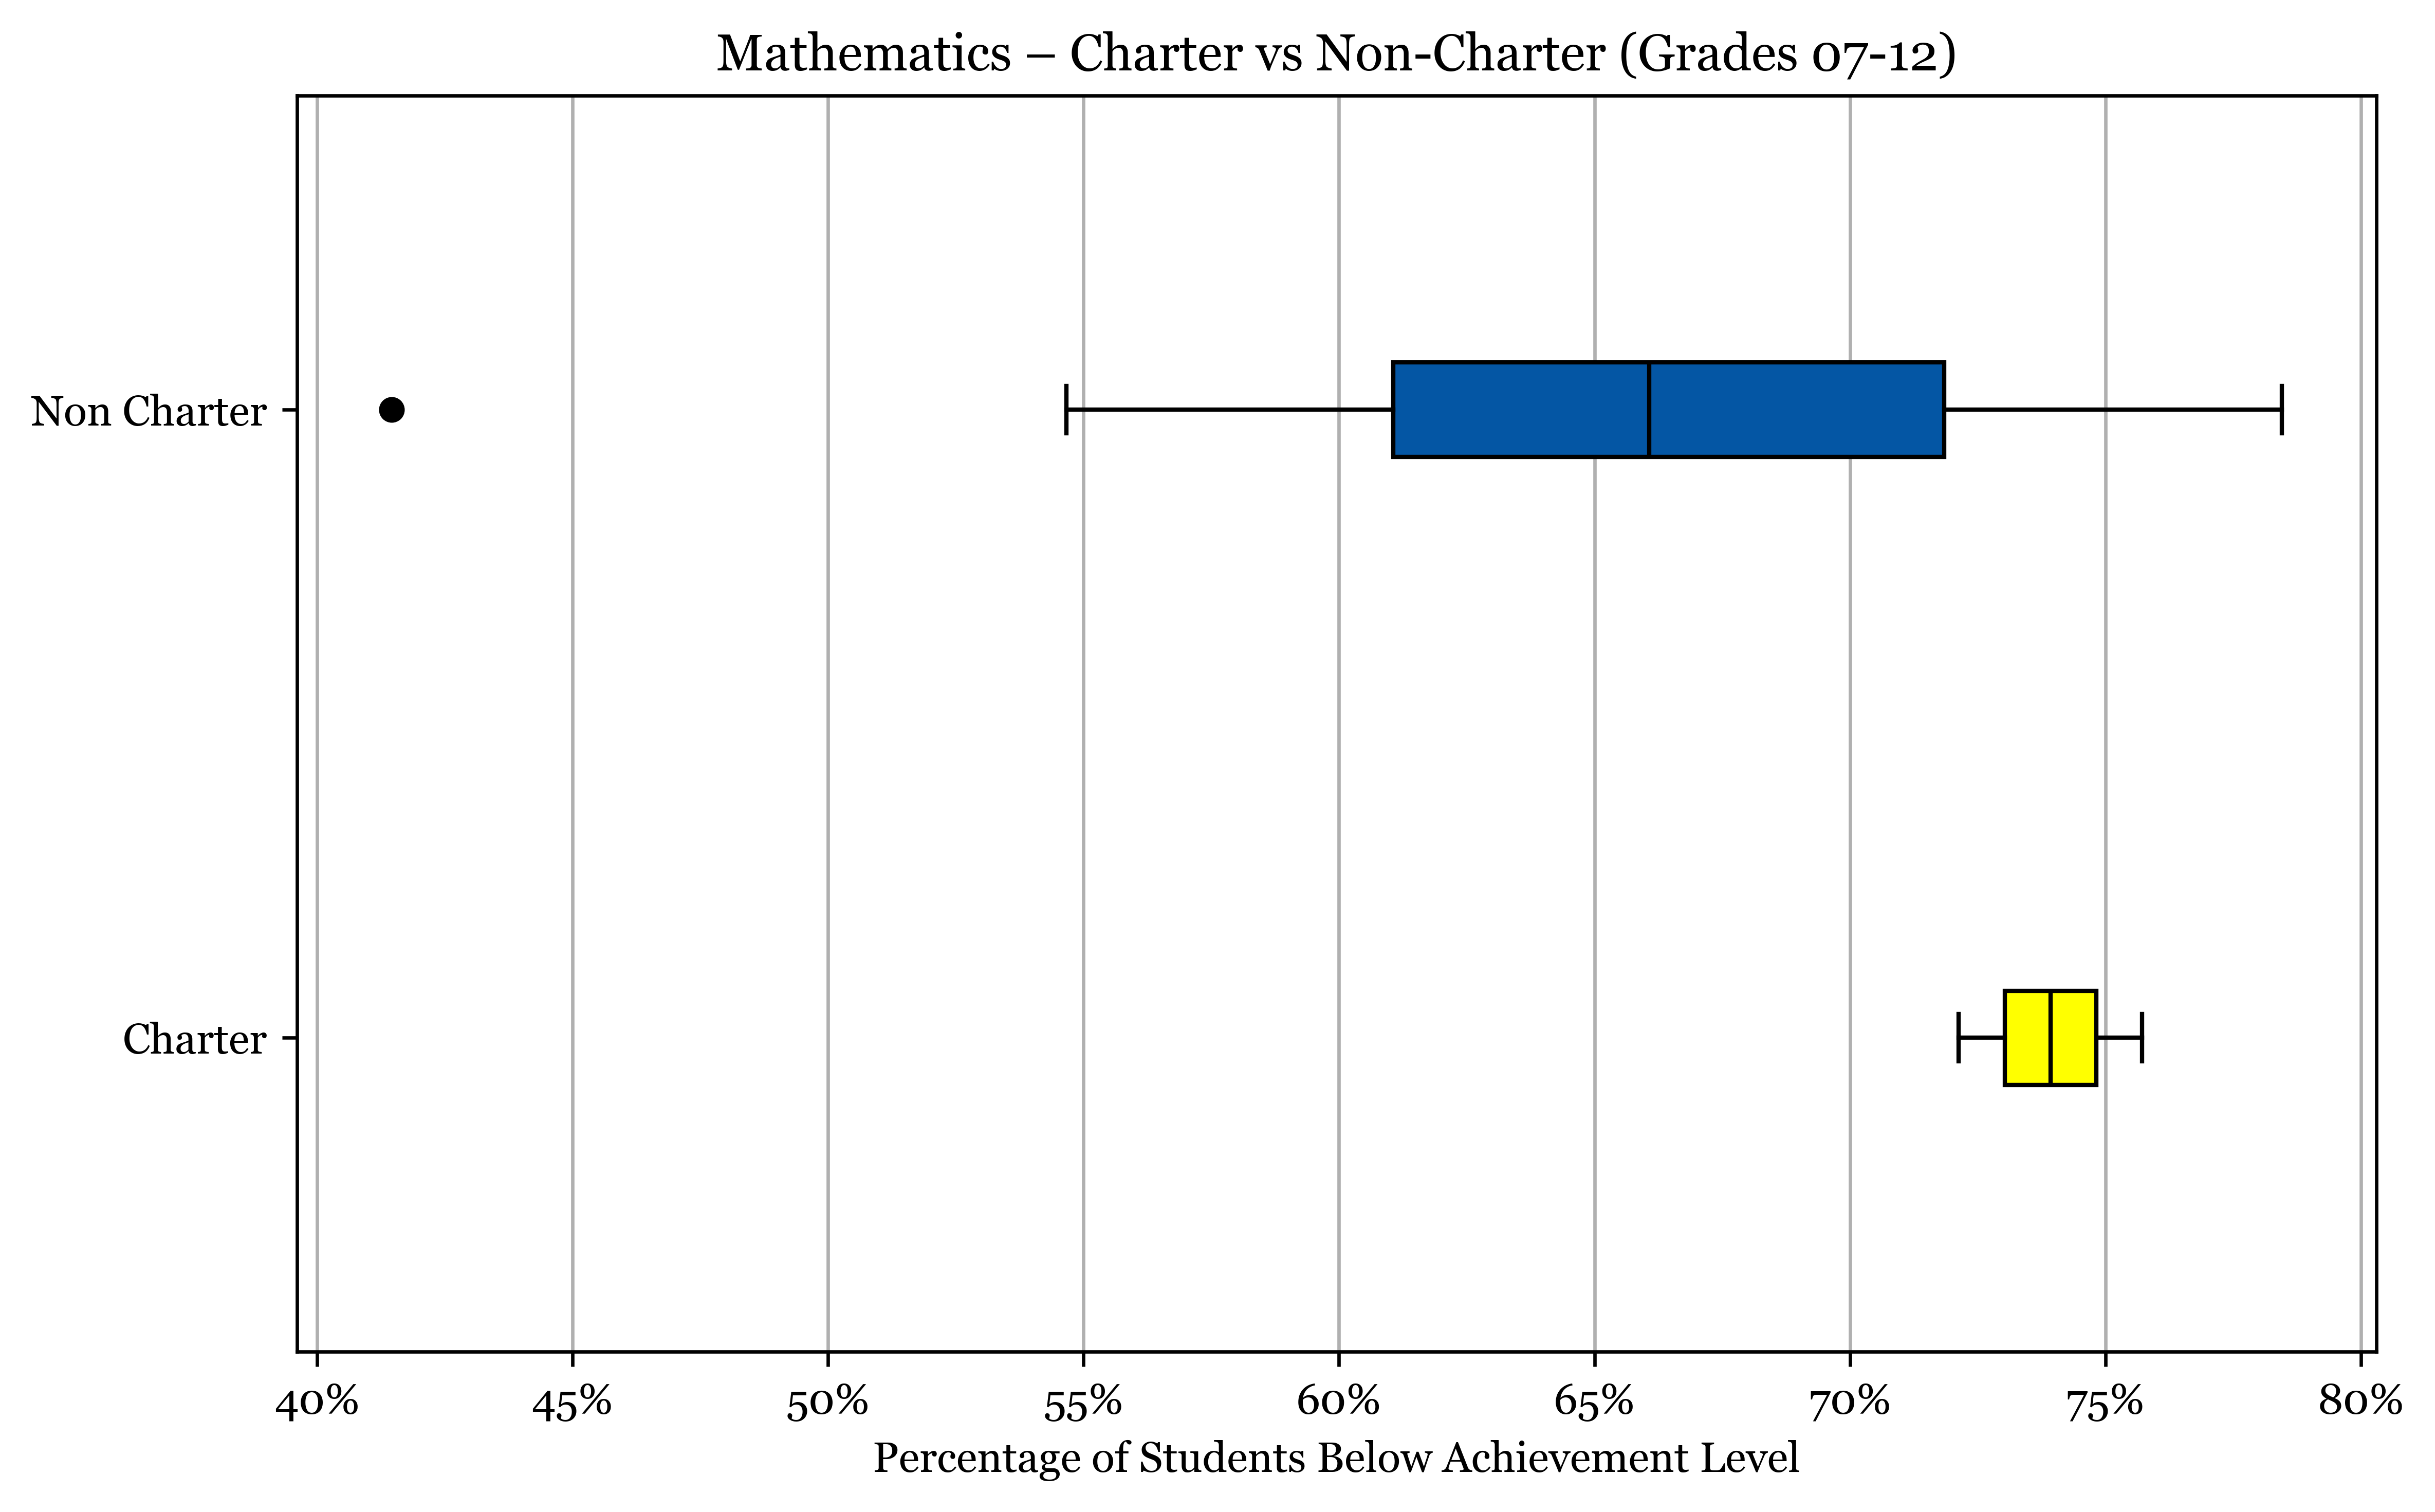 Mathematics – Charter vs Non-Charter (Grades 07-12)
Non Charter
Charter
40% 45% 50% 55% 60% 65% 70% 75% 80%
Percentage of Students Below Achievement Level